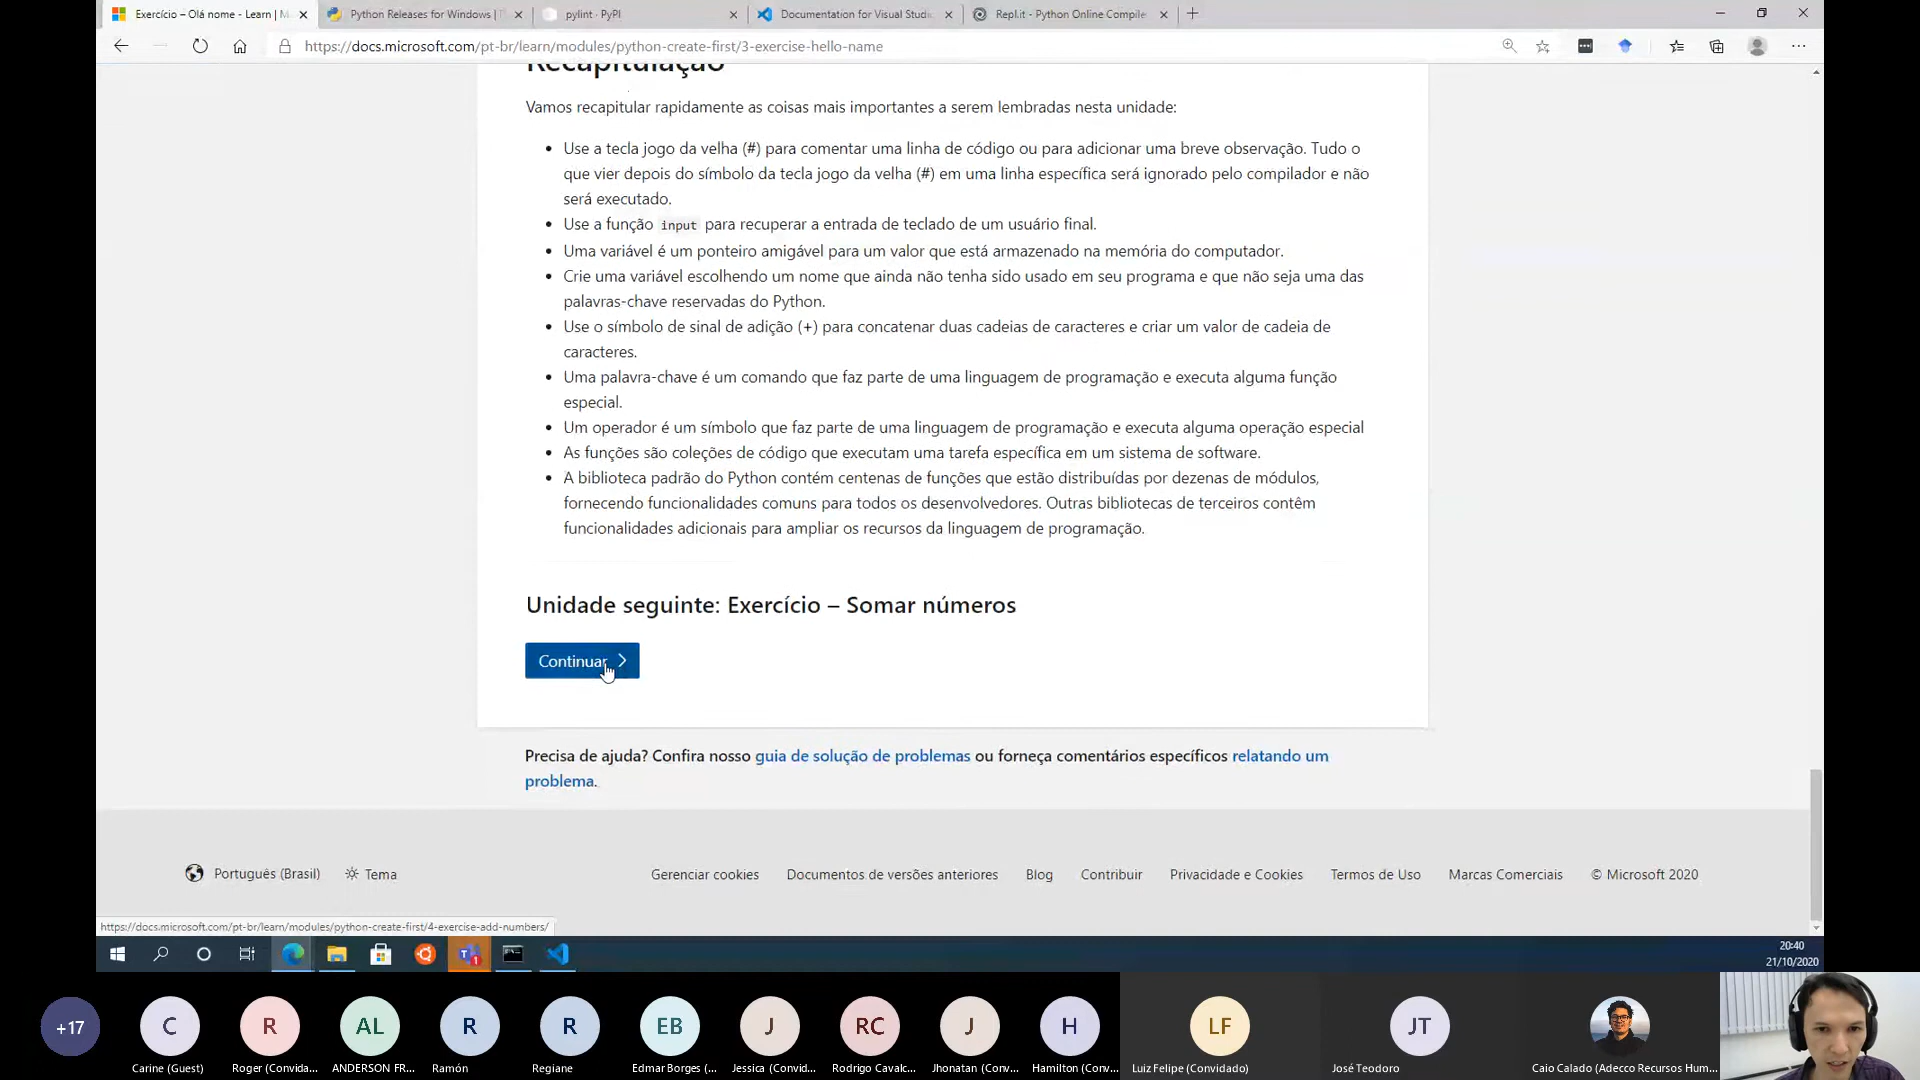 Exercício – Olá nome - Learn | M
Python Releases for Windows | 
pylint · PyPI
Documentation for Visual Studi
Repl.it - Python Online Compile
https://docs.microsoft.com/pt-br/learn/modules/python-create-first/3-exercise-hello-name
Recapitulação
Vamos recapitular rapidamente as coisas mais importantes a serem lembradas nesta unidade:
• Use a tecla jogo da velha (#) para comentar uma linha de código ou para adicionar uma breve observação. Tudo o
que vier depois do símbolo da tecla jogo da velha (#) em uma linha específica será ignorado pelo compilador e não
será executado.
• Use a função input para recuperar a entrada de teclado de um usuário final.
• Uma variável é um ponteiro amigável para um valor que está armazenado na memória do computador.
• Crie uma variável escolhendo um nome que ainda não tenha sido usado em seu programa e que não seja uma das
palavras-chave reservadas do Python.
• Use o símbolo de sinal de adição (+) para concatenar duas cadeias de caracteres e criar um valor de cadeia de
caracteres.
• Uma palavra-chave é um comando que faz parte de uma linguagem de programação e executa alguma função
especial.
• Um operador é um símbolo que faz parte de uma linguagem de programação e executa alguma operação especial
• As funções são coleções de código que executam uma tarefa específica em um sistema de software.
• A biblioteca padrão do Python contém centenas de funções que estão distribuídas por dezenas de módulos,
fornecendo funcionalidades comuns para todos os desenvolvedores. Outras bibliotecas de terceiros contêm
funcionalidades adicionais para ampliar os recursos da linguagem de programação.
Unidade seguinte: Exercício – Somar números
Continuar
Precisa de ajuda? Confira nosso guia de solução de problemas ou forneça comentários específicos relatando um
problema.
Português (Brasil)
Tema
Gerenciar cookies
Documentos de versões anteriores
Blog
Contribuir
Privacidade e Cookies
Termos de Uso
Marcas Comerciais
© Microsoft 2020
https://docs.microsoft.com/pt-br/learn/modules/python-create-first/4-exercise-add-numbers/
20:40
21/10/2020
+17
C
R
AL
R
R
EB
J
RC
J
H
LF
JT
Carine (Guest)
Roger (Convida...
ANDERSON FR...
Ramón
Regiane
Edmar Borges (...
Jessica (Convid...
Rodrigo Cavalc...
Jhonatan (Conv...
Hamilton (Conv...
Luiz Felipe (Convidado)
José Teodoro
Caio Calado (Adecco Recursos Hum...